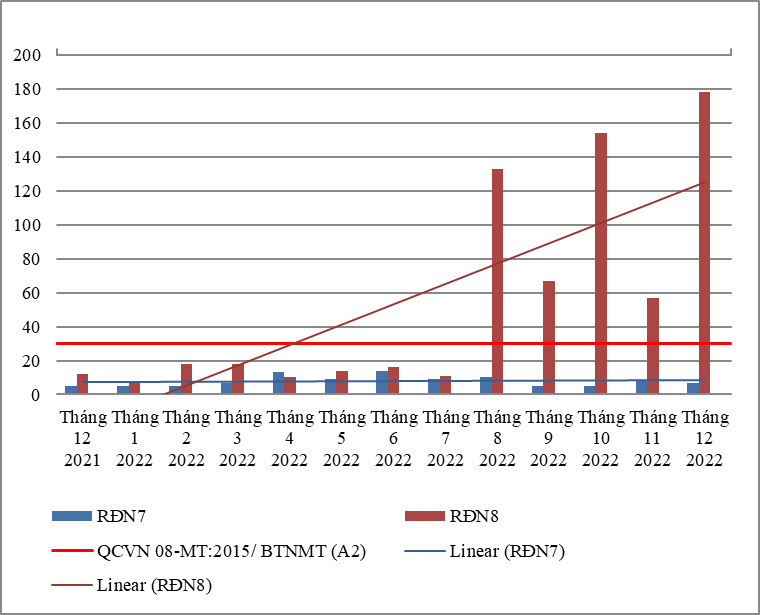 200
180
160
140
120
100
80
60
40
20
0
Tháng 12 2021
Tháng 1 2022
Tháng 2 2022
Tháng 3 2022
Tháng 4 2022
Tháng 5 2022
Tháng 6 2022
Tháng 7 2022
Tháng 8 2022
Tháng 9 2022
Tháng 10 2022
Tháng 11 2022
Tháng 12 2022
RĐN7
RĐN8
QCVN 08-MT:2015/ BTNMT (A2)
Linear (RĐN7)
Linear (RĐN8)